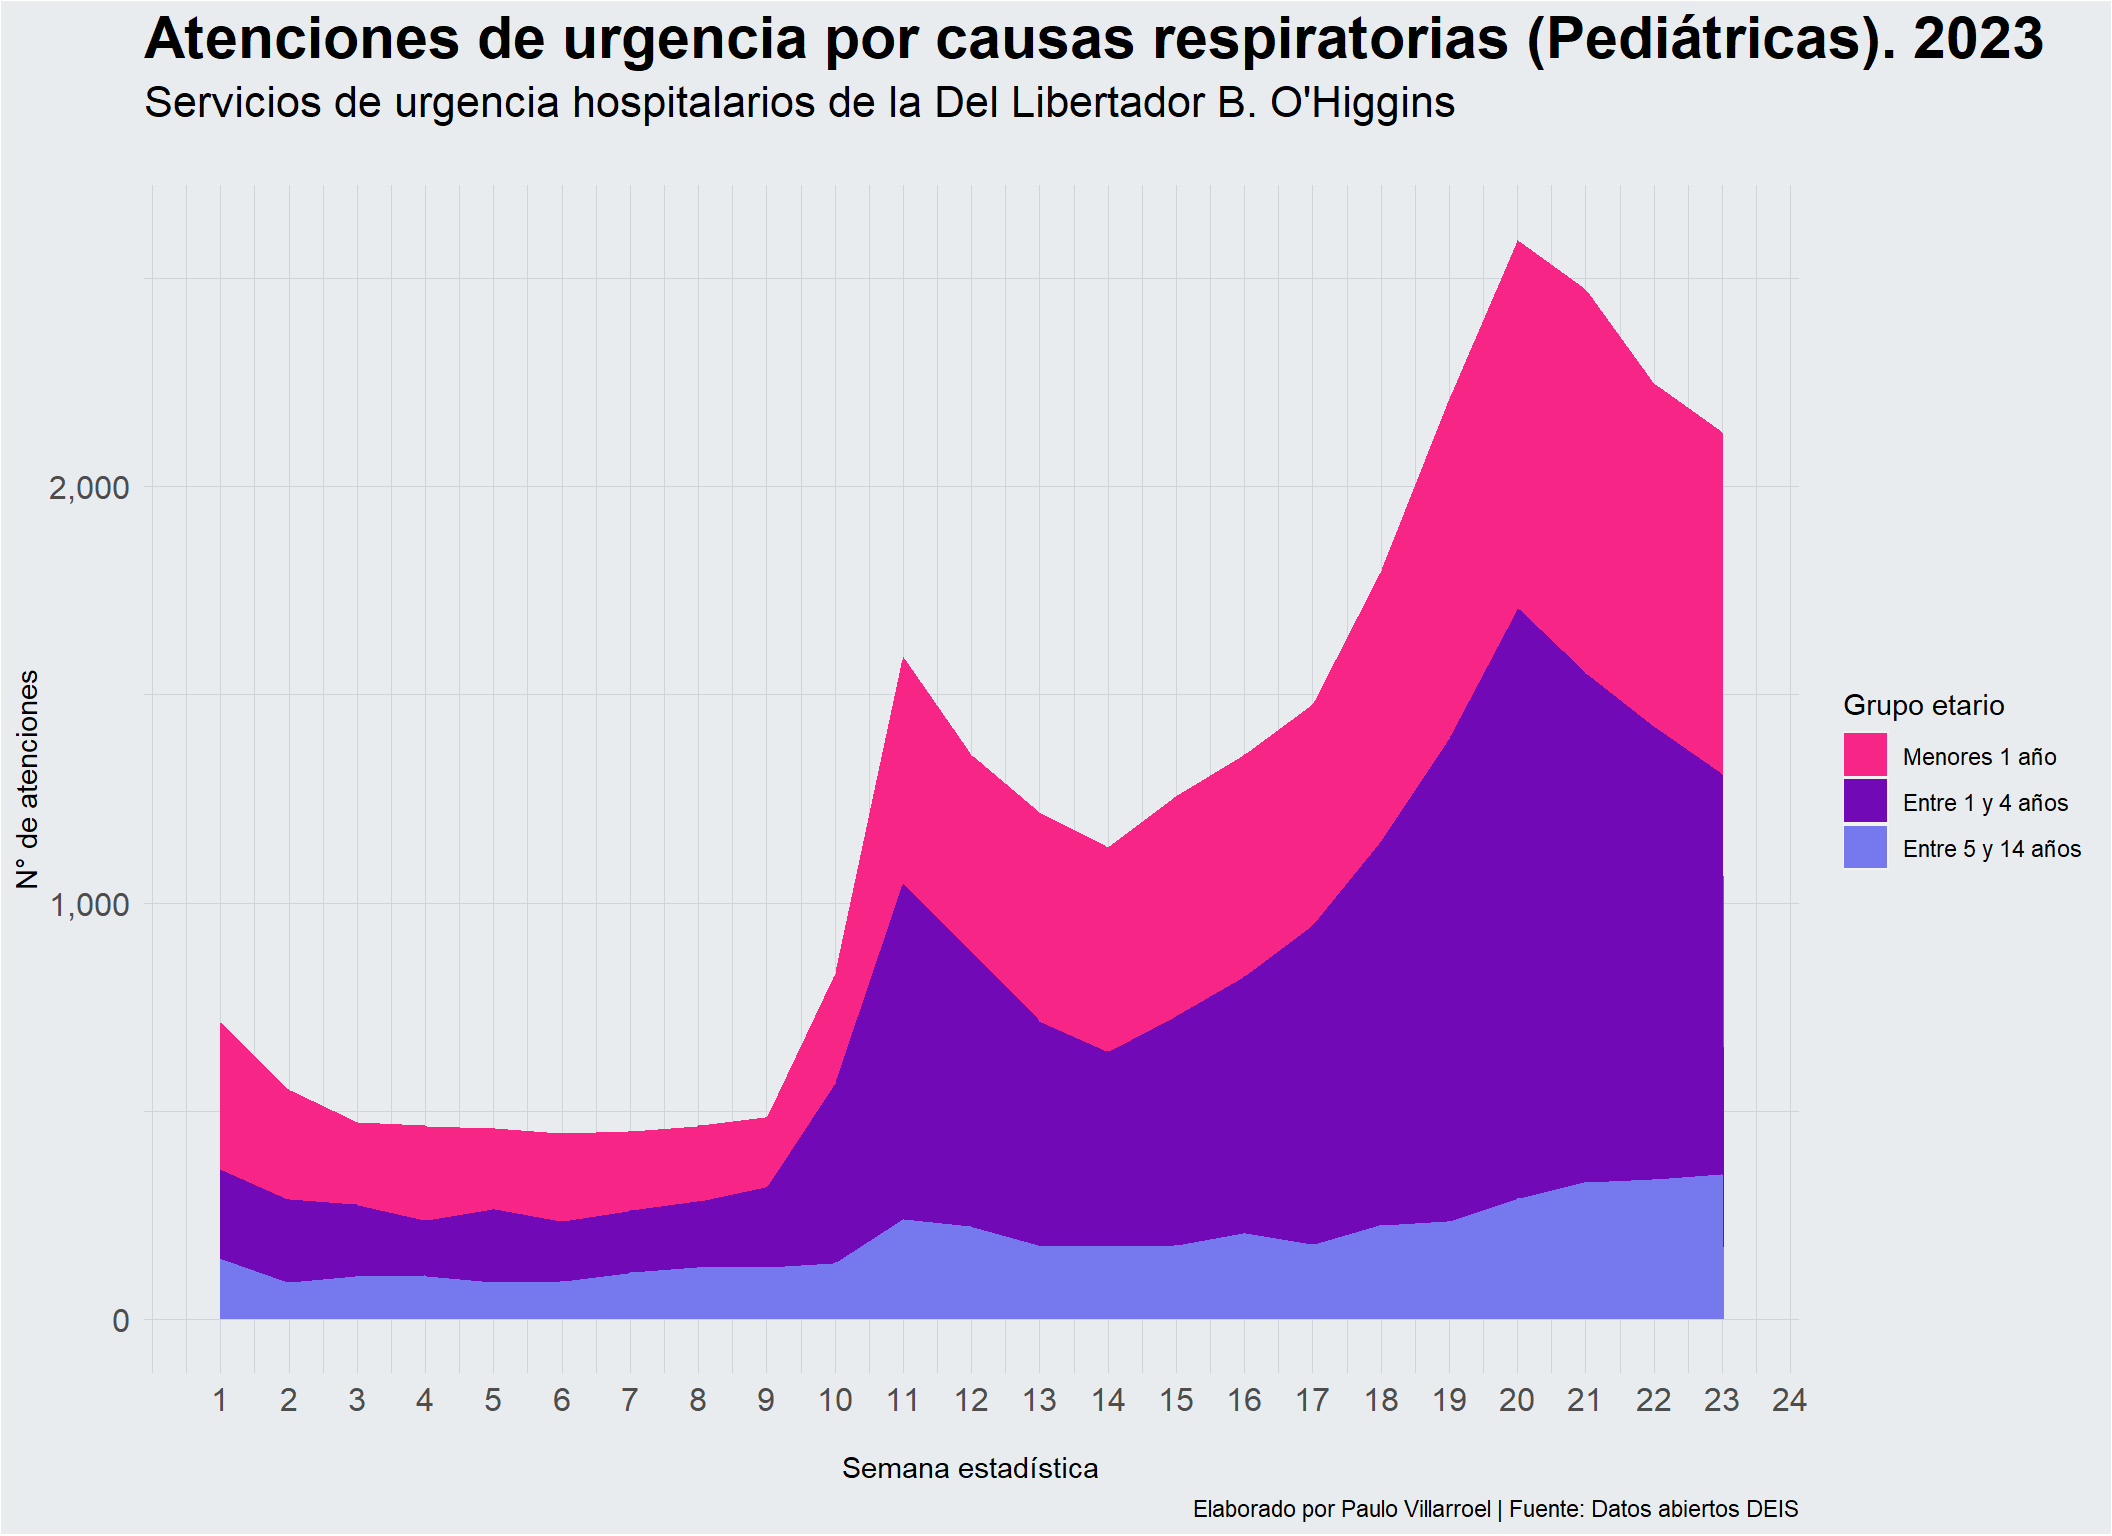 Atenciones de urgencia por causas respiratorias (Pediátricas). 2023
Servicios de urgencia hospitalarios de la Del Libertador B. O'Higgins
N° de atenciones
2,000
1,000
0
1 2 3 4 5 6 7 8 9 10 11 12 13 14 15 16 17 18 19 20 21 22 23 24
Semana estadística
Grupo etario
Menores 1 año
Entre 1 y 4 años
Entre 5 y 14 años
Elaborado por Paulo Villarroel | Fuente: Datos abiertos DEIS